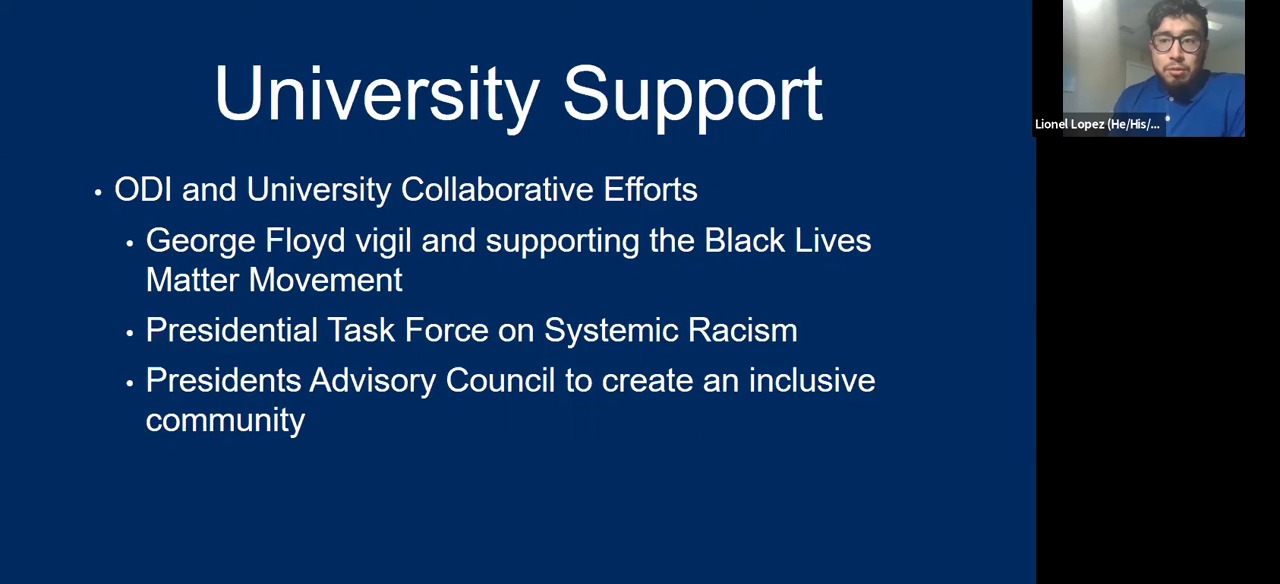 University Support
• ODI and University Collaborative Efforts
• George Floyd vigil and supporting the Black Lives
Matter Movement
• Presidential Task Force on Systemic Racism
• Presidents Advisory Council to create an inclusive
community
Lionel Lopez (He/His/...